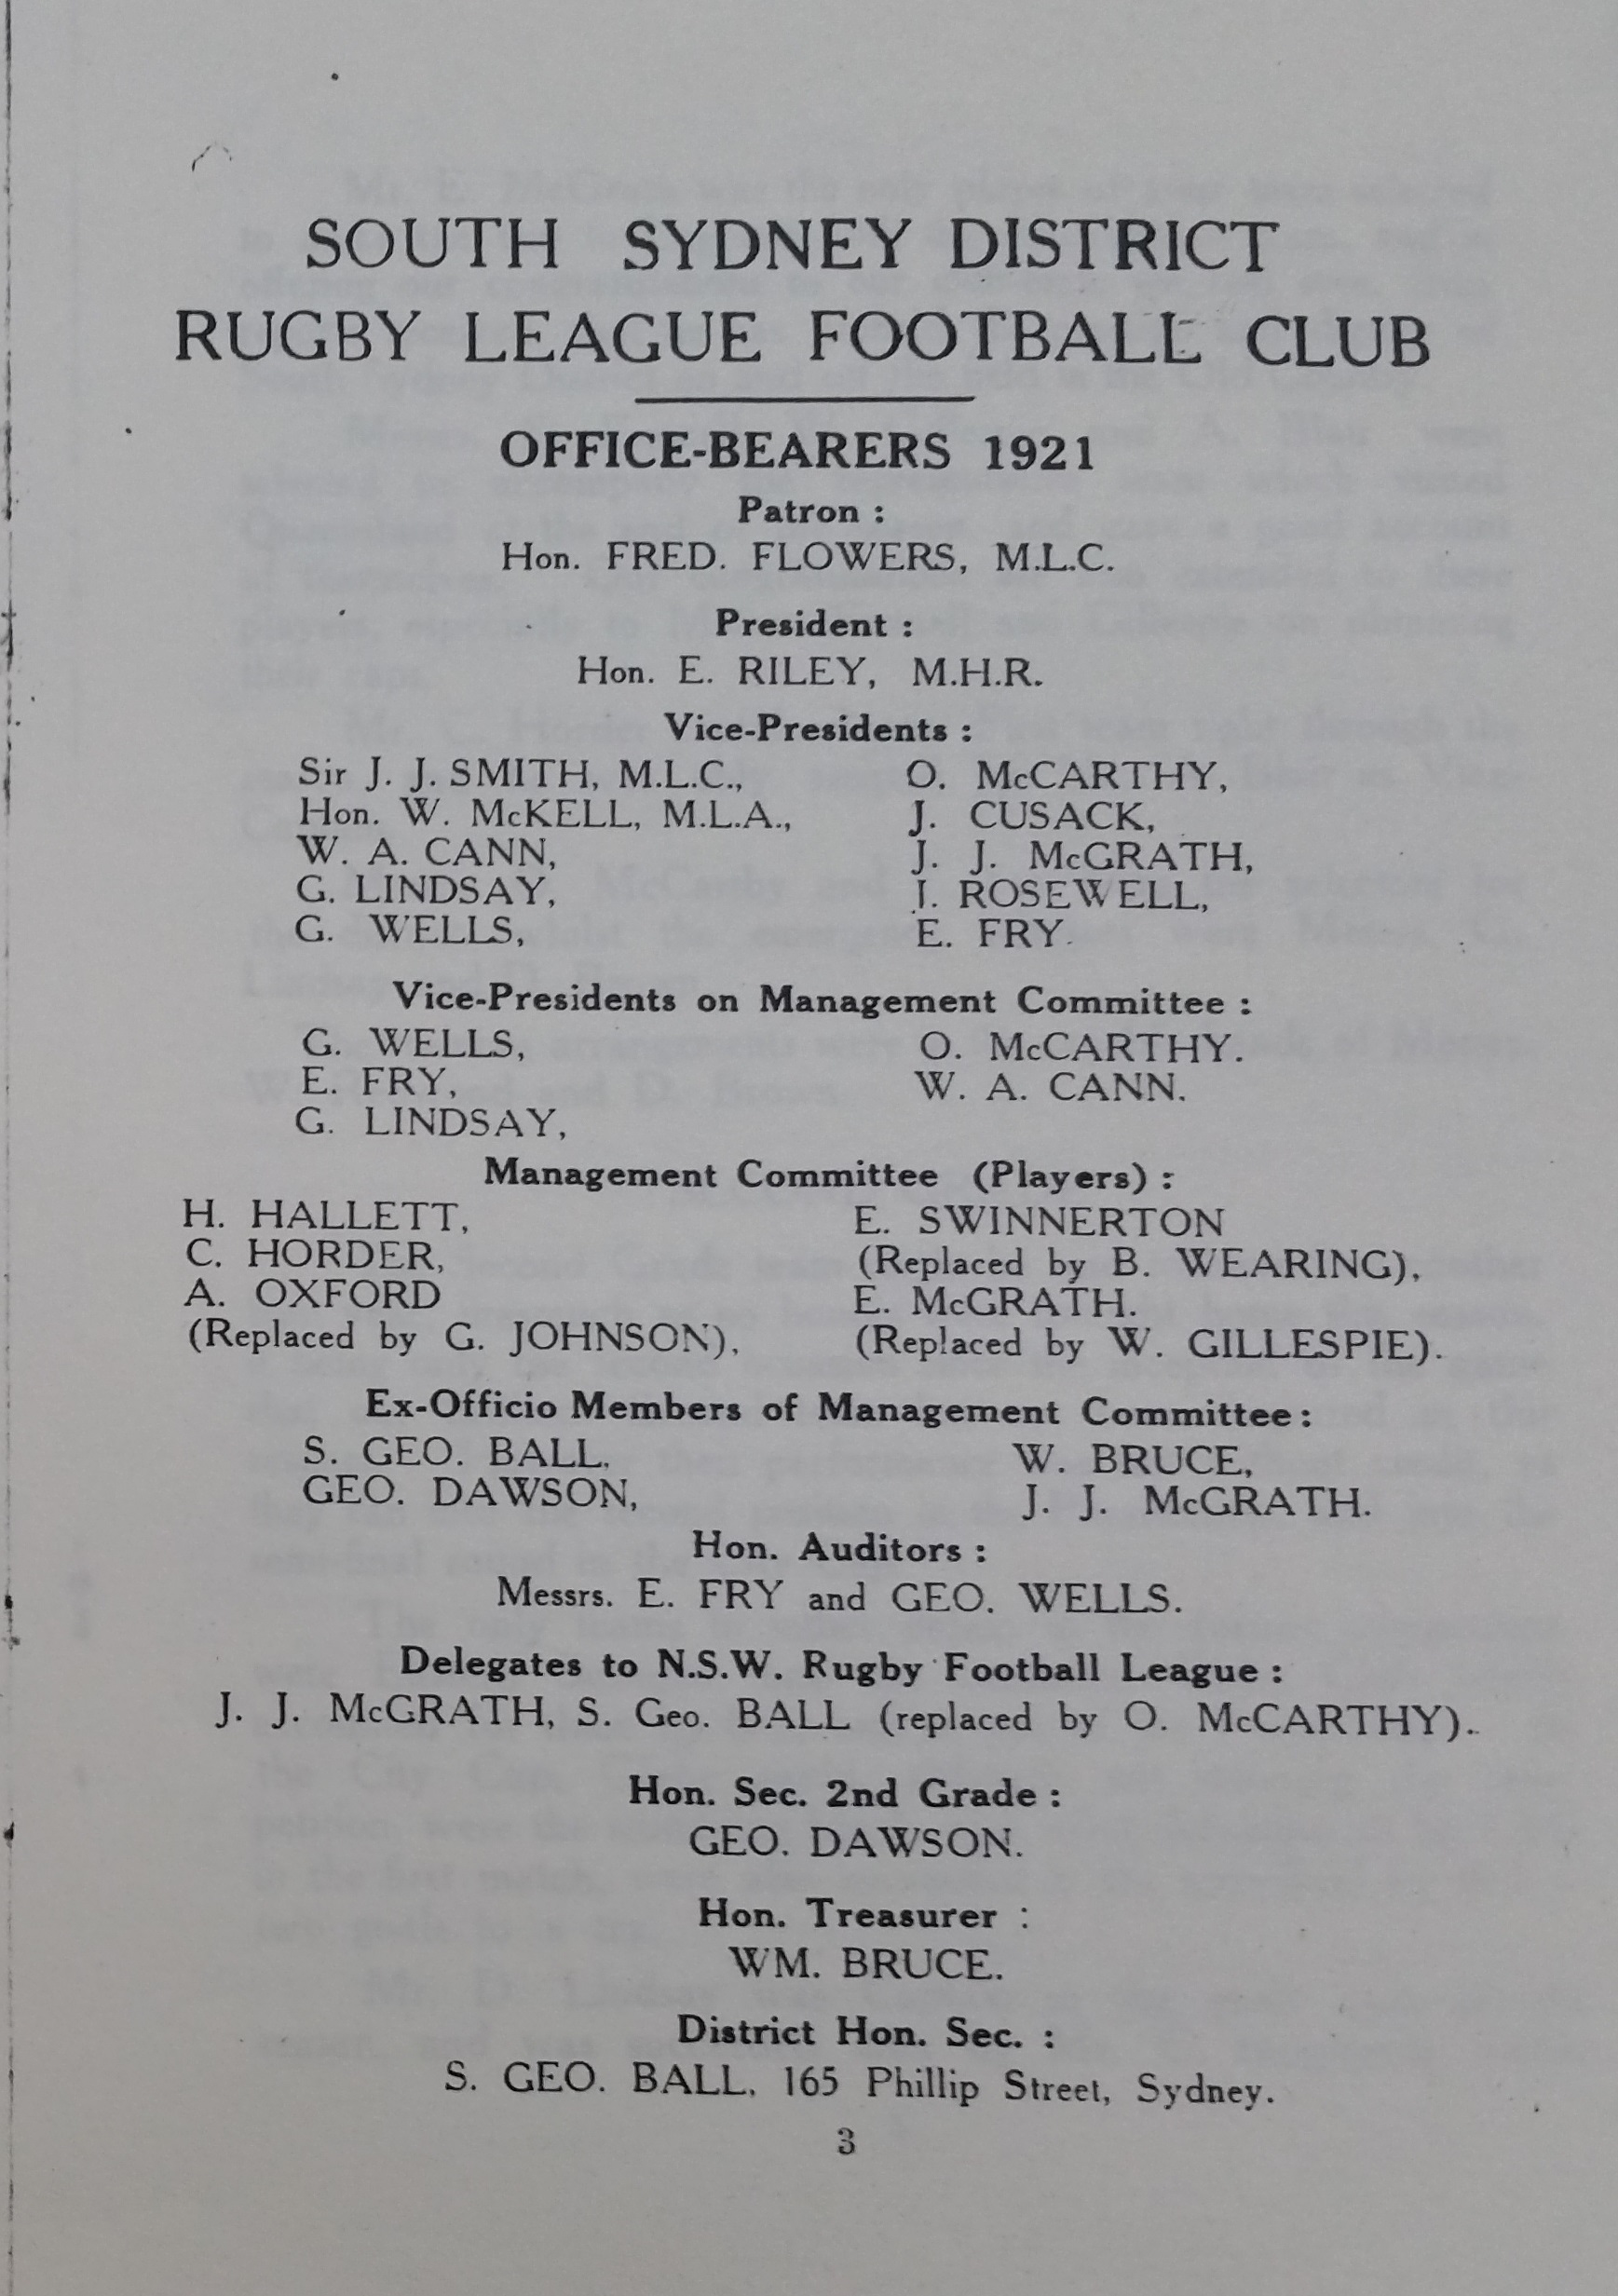 SOUTH SYDNEY DISTRICT
RUGBY LEAGUE FOOTBALL CLUB
OFFICE-BEARERS 1921
Patron :
Hon. FRED. FLOWERS, M.L.C.
President :
Hon. E. RILEY, M.H.R.
Vice-Presidents :
Sir J. J. SMITH, M.L.C.,
Hon. W. McKELL, M.L.A.,
W. A. CANN,
G. LINDSAY,
G. WELLS,
O. McCARTHY,
J. CUSACK,
J. J. McGRATH,
I. ROSEWELL,
E. FRY.
Vice-Presidents on Management Committee :
G. WELLS,
E. FRY,
G. LINDSAY,
O. McCARTHY.
W. A. CANN.
Management Committee (Players) :
H. HALLETT,
C. HORDER,
A. OXFORD
(Replaced by G. JOHNSON),
E. SWINNERTON
(Replaced by B. WEARING),
E. McGRATH.
(Replaced by W. GILLESPIE).
Ex-Officio Members of Management Committee :
S. GEO. BALL,
GEO. DAWSON,
W. BRUCE,
J. J. McGRATH.
Hon. Auditors :
Messrs. E. FRY and GEO. WELLS.
Delegates to N.S.W. Rugby Football League :
J. J. McGRATH, S. Geo. BALL (replaced by O. McCARTHY).
Hon. Sec. 2nd Grade :
GEO. DAWSON.
Hon. Treasurer :
WM. BRUCE.
District Hon. Sec. :
S. GEO. BALL, 165 Phillip Street, Sydney.
3